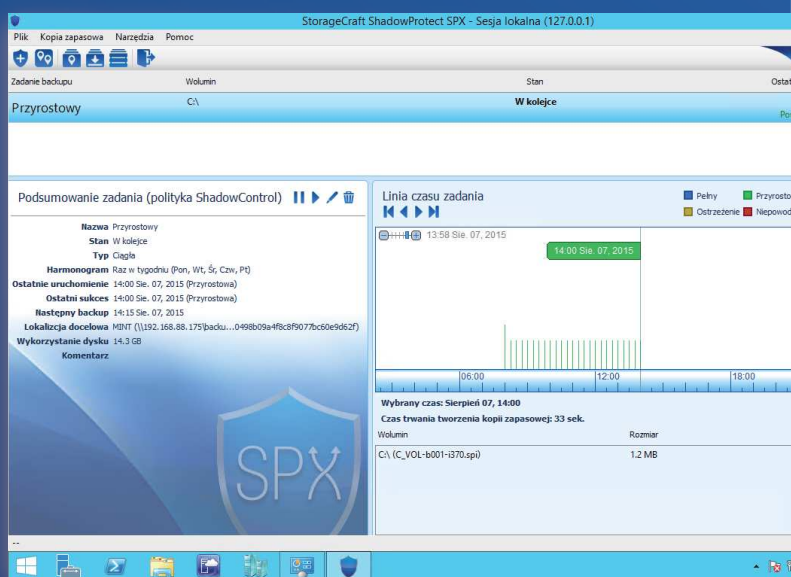 StorageCraft ShadowProtect SPX - Sesja lokalna (127.0.0.1)
Plik Kopia zapasowa Narzędzia Pomoc
Zadanie backupu Wolumin Stan Ostat
Przyrostowy C:\ W kolejce
Podsumowanie zadania (polityka ShadowControl)
Nazwa Przyrostowy
Stan W kolejce
Typ Ciągła
Harmonogram Raz w tygodniu (Pon, Wt, Śr, Czw, Pt)
Ostatnie uruchomienie 14:00 Sie. 07, 2015 (Przyrostowa)
Ostatni sukces 14:00 Sie. 07, 2015 (Przyrostowa)
Następny backup 14:15 Sie. 07, 2015
Lokalizcja docelowa MINT (\\192.168.88.175\backu...0498b09a4f8c8f9077bc60e9d62f)
Wykorzystanie dysku 14.3 GB
Komentarz
SPX
Linia czasu zadania
Pełny Przyrosto
Ostrzeżenie Niepowod
13:58 Sie. 07, 2015
14:00 Sie. 07, 2015
06:00 12:00 18:00
Wybrany czas: Sierpień 07, 14:00
Czas trwania tworzenia kopii zapasowej: 33 sek.
Wolumin Rozmiar
C:\ (C_VOL-b001-i370.spi) 1.2 MB
--